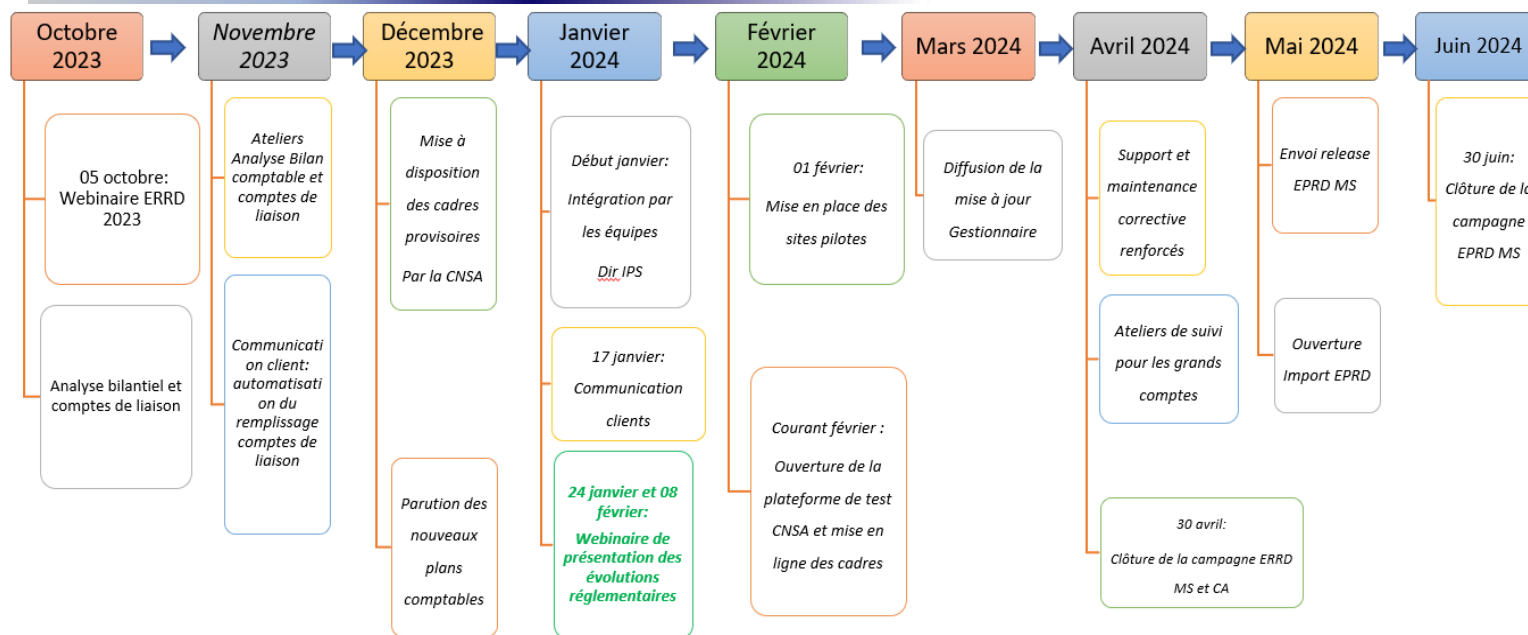 Octobre
2023
Novembre
2023
Décembre
2023
Janvier
2024
Février
2024
Mars 2024
Avril 2024
Mai 2024
Juin 2024
05 octobre:
Webinaire ERRD
2023
Analyse bilantiel et
comptes de liaison
Ateliers
Analyse Bilan
comptable et
comptes de
liaison
Communicati
on client:
automatisati
on du
remplissage
comptes de
liaison
Mise à
disposition
des cadres
provisoires
Par la CNSA
Parution des
nouveaux
plans
comptables
Début janvier:
Intégration par
les équipes
Dir IPS
17 janvier:
Communication
clients
24 janvier et 08
février:
Webinaire de
présentation des
évolutions
réglementaires
01 février:
Mise en place des
sites pilotes
Courant février :
Ouverture de la
plateforme de test
CNSA et mise en
ligne des cadres
Diffusion de la
mise à jour
Gestionnaire
Support et
maintenance
corrective
renforcés
Ateliers de suivi
pour les grands
comptes
30 avril:
Clôture de la campagne ERRD
MS et CA
Envoi release
EPRD MS
Ouverture
Import EPRD
30 juin:
Clôture de la
campagne
EPRD MS